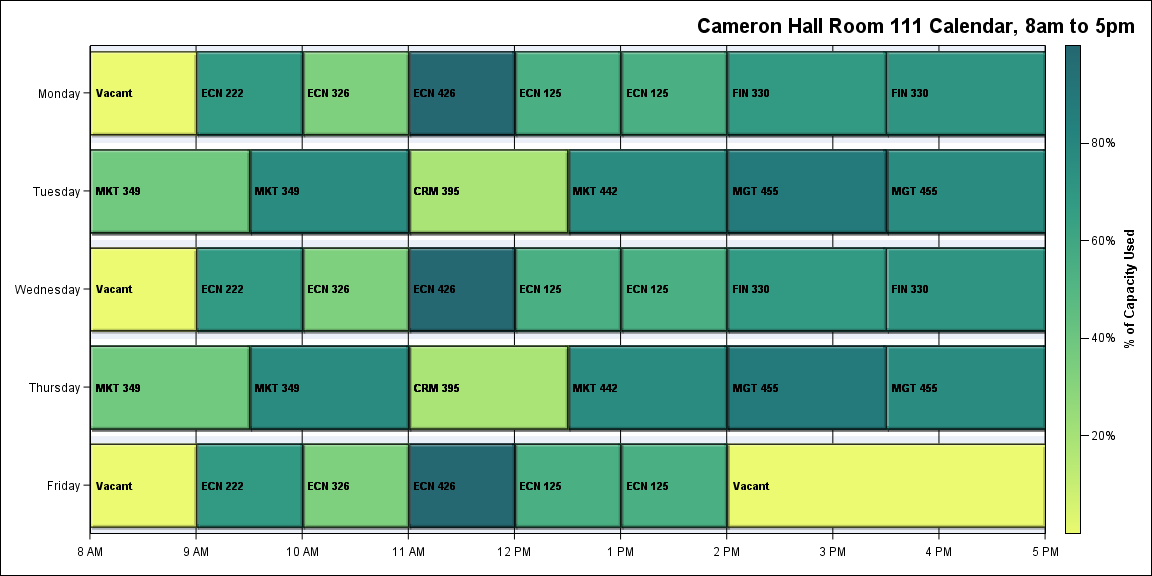 Cameron Hall Room 111 Calendar, 8am to 5pm
Monday
Vacant
ECN 222
ECN 326
ECN 426
ECN 125
ECN 125
FIN 330
FIN 330
Tuesday
MKT 349
MKT 349
CRM 395
MKT 442
MGT 455
MGT 455
Wednesday
Vacant
ECN 222
ECN 326
ECN 426
ECN 125
ECN 125
FIN 330
FIN 330
Thursday
MKT 349
MKT 349
CRM 395
MKT 442
MGT 455
MGT 455
Friday
Vacant
ECN 222
ECN 326
ECN 426
ECN 125
ECN 125
Vacant
8 AM
9 AM
10 AM
11 AM
12 PM
1 PM
2 PM
3 PM
4 PM
5 PM
80%
60%
40%
20%
% of Capacity Used